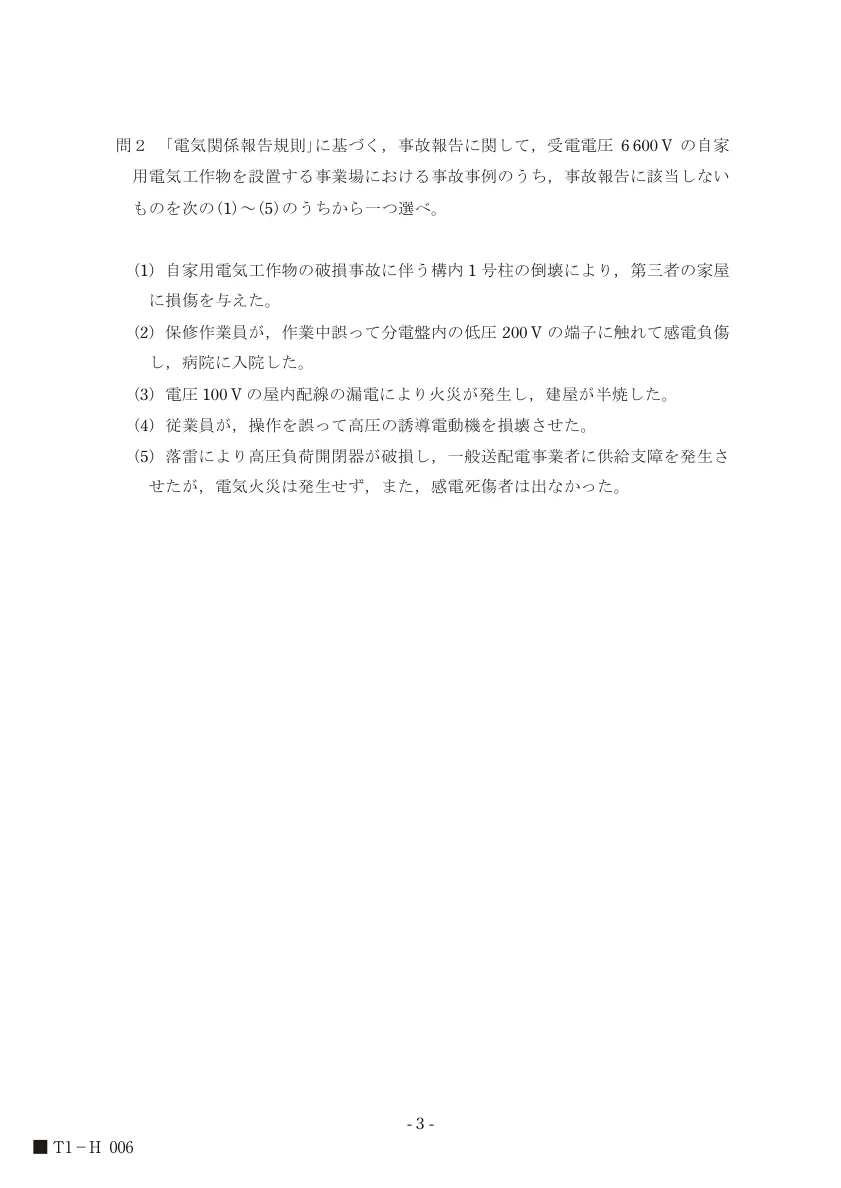 問２ 「電気関係報告規則」に基づく，事故報告に関して，受電電圧 6 600 V の自家
用電気工作物を設置する事業場における事故事例のうち，事故報告に該当しない
ものを次の(1)～(5)のうちから一つ選べ。
(1) 自家用電気工作物の破損事故に伴う構内 1 号柱の倒壊により，第三者の家屋
に損傷を与えた。
(2) 保修作業員が，作業中誤って分電盤内の低圧 200 V の端子に触れて感電負傷
し，病院に入院した。
(3) 電圧 100 V の屋内配線の漏電により火災が発生し，建屋が半焼した。
(4) 従業員が，操作を誤って高圧の誘導電動機を損壊させた。
(5) 落雷により高圧負荷開閉器が破損し，一般送配電事業者に供給支障を発生さ
せたが，電気火災は発生せず，また，感電死傷者は出なかった。
- 3 -
■ T1－H 006